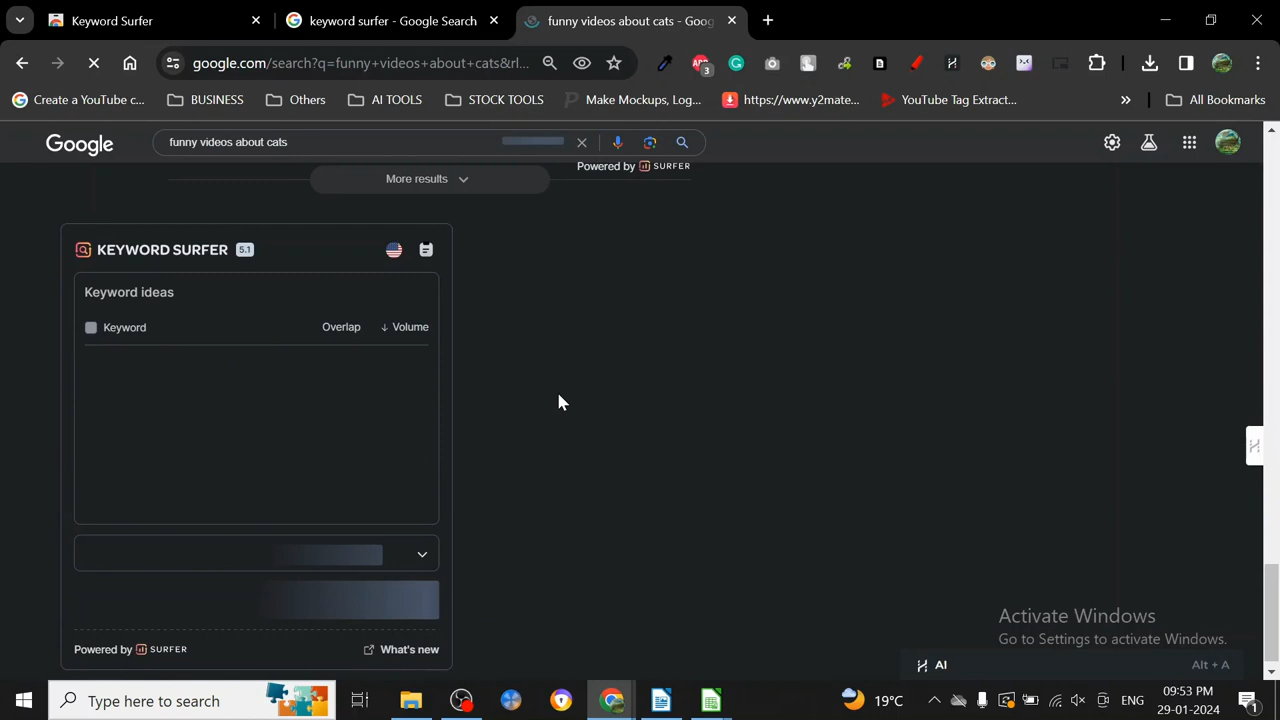 Keyword Surfer
keyword surfer - Google Search
funny videos about cats - Goog
google.com/search?q=funny+videos+about+cats&rl...
3
Create a YouTube c...
BUSINESS
Others
AI TOOLS
STOCK TOOLS
Make Mockups, Log...
https://www.y2mate...
YouTube Tag Extract...
»
All Bookmarks
Google
funny videos about cats
Powered by SURFER
More results
KEYWORD SURFER 5.1
Keyword ideas
Keyword
Overlap
↓ Volume
Powered by SURFER
What's new
Activate Windows
Go to Settings to activate Windows.
AI
Alt + A
Type here to search
19°C
ENG
09:53 PM
29-01-2024
1